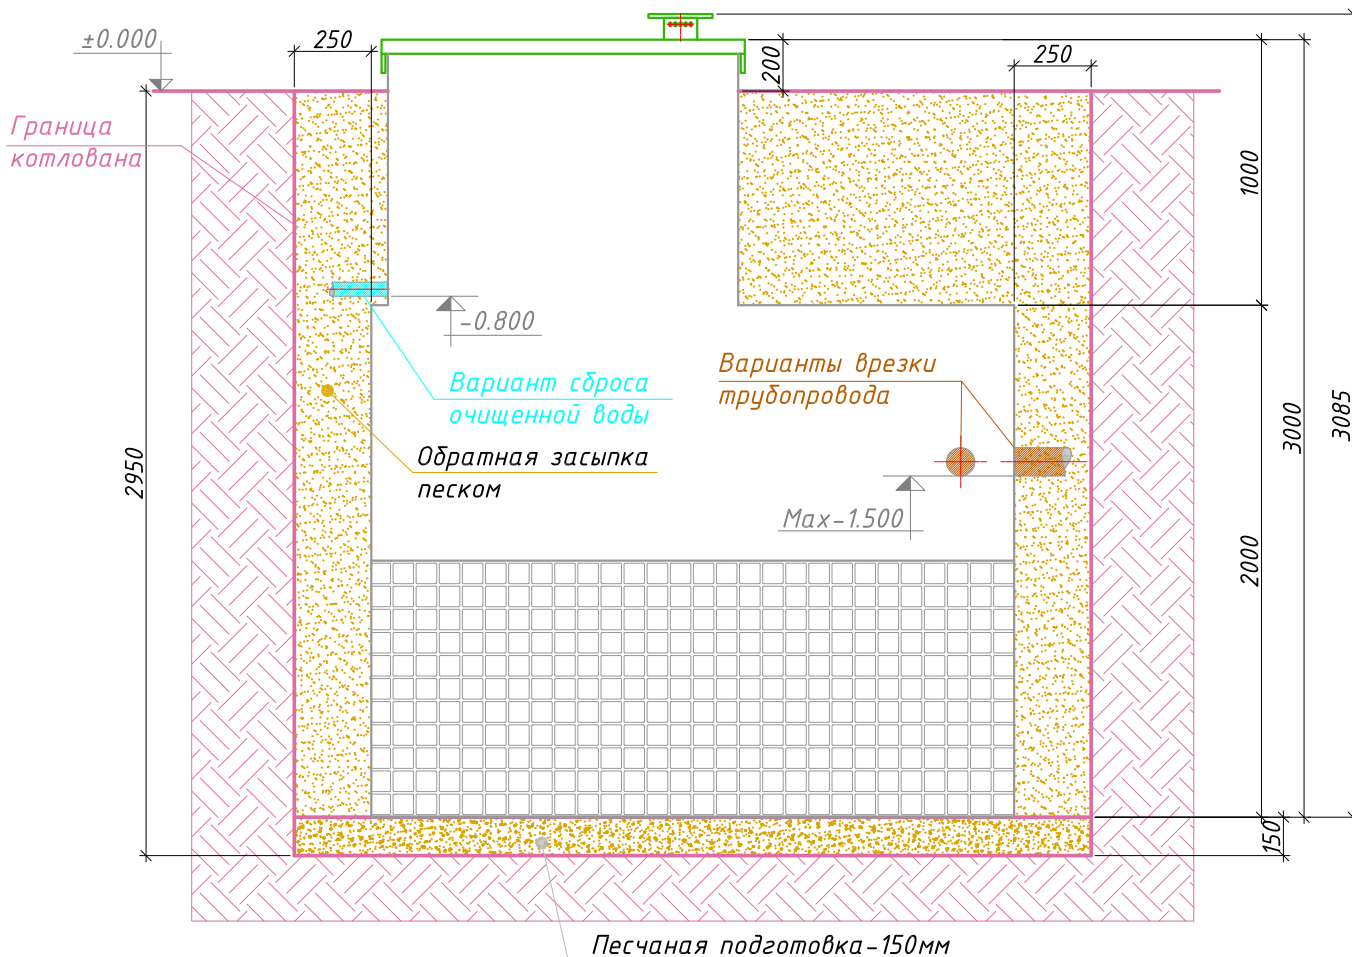 ±0.000
250
200
250
Граница
котлована
1000
-0.800
Варианты врезки
трубопровода
Вариант сброса
очищенной воды
3085
3000
Обратная засыпка
песком
2950
Max-1.500
2000
150
Песчаная подготовка-150мм